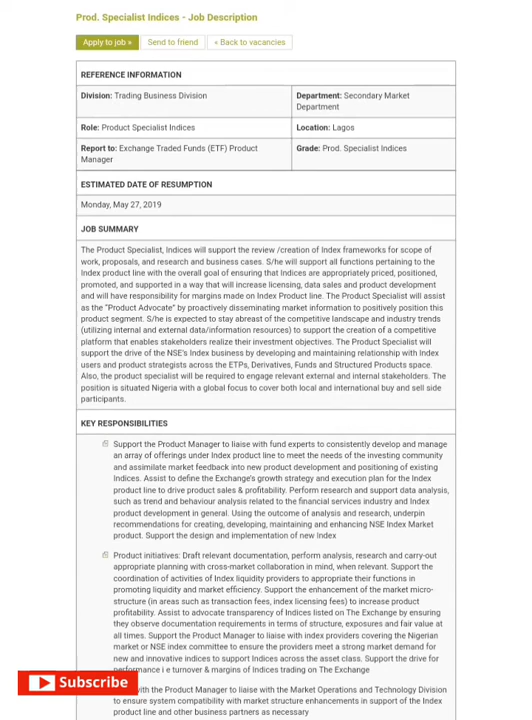 Prod. Specialist Indices - Job Description
Apply to job »
Send to friend
« Back to vacancies
REFERENCE INFORMATION
Division: Trading Business Division
Department: Secondary Market
Department
Role: Product Specialist Indices
Location: Lagos
Report to: Exchange Traded Funds (ETF) Product
Manager
Grade: Prod. Specialist Indices
ESTIMATED DATE OF RESUMPTION
Monday, May 27, 2019
JOB SUMMARY
The Product Specialist, Indices will support the review /creation of Index frameworks for scope of
work, proposals, and research and business cases. S/he will support all functions pertaining to the
Index product line with the overall goal of ensuring that Indices are appropriately priced, positioned,
promoted, and supported in a way that will increase licensing, data sales and product development
and will have responsibility for margins made on Index Product line. The Product Specialist will assist
as the "Product Advocate" by proactively disseminating market information to positively position this
product segment. S/he is expected to stay abreast of the competitive landscape and industry trends
(utilizing internal and external data/information resources) to support the creation of a competitive
platform that enables stakeholders realize their investment objectives. The Product Specialist will
support the drive of the NSE's Index business by developing and maintaining relationship with Index
users and product strategists across the ETPs, Derivatives, Funds and Structured Products space.
Also, the product specialist will be required to engage relevant external and internal stakeholders. The
position is situated Nigeria with a global focus to cover both local and international buy and sell side
participants.
KEY RESPONSIBILITIES
Support the Product Manager to liaise with fund experts to consistently develop and manage
an array of offerings under Index product line to meet the needs of the investing community
and assimilate market feedback into new product development and positioning of existing
Indices. Assist to define the Exchange's growth strategy and execution plan for the Index
product line to drive product sales & profitability. Perform research and support data analysis,
such as trend and behaviour analysis related to the financial services industry and Index
product development in general. Using the outcome of analysis and research, underpin
recommendations for creating, developing, maintaining and enhancing NSE Index Market
product. Support the design and implementation of new Index
Product initiatives: Draft relevant documentation, perform analysis, research and carry-out
appropriate planning with cross-market collaboration in mind, when relevant. Support the
coordination of activities of Index liquidity providers to appropriate their functions in
promoting liquidity and market efficiency. Support the enhancement of the market micro-
structure (in areas such as transaction fees, index licensing fees) to increase product
profitability. Assist to advocate transparency of Indices listed on The Exchange by ensuring
they observe documentation requirements in terms of structure, exposures and fair value at
all times. Support the Product Manager to liaise with index providers covering the Nigerian
market or NSE index committee to ensure the providers meet a strong market demand for
new and innovative indices to support Indices across the asset class. Support the drive for
performance i e turnover & margins of Indices trading on The Exchange
with the Product Manager to liaise with the Market Operations and Technology Division
to ensure system compatibility with market structure enhancements in support of the Index
product line and other business partners as necessary
Subscribe